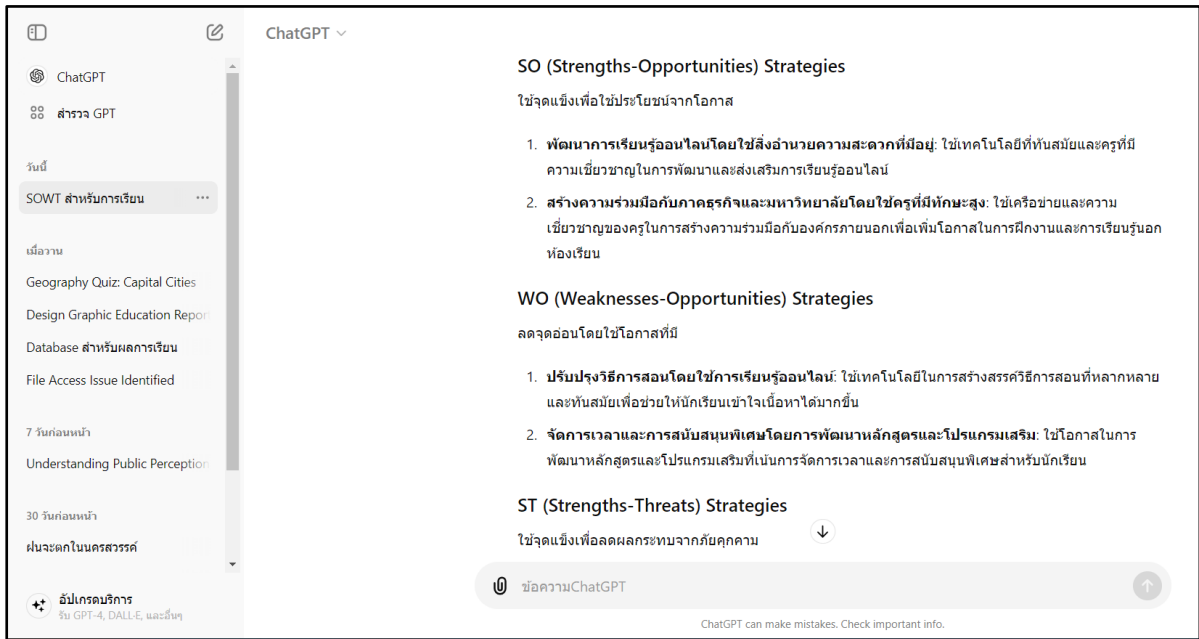 ChatGPT
ChatGPT
สำรวจ GPT
วันนี้
SOWT สำหรับการเรียน
เมื่อวาน
Geography Quiz: Capital Cities
Design Graphic Education Repor
Database สำหรับผลการเรียน
File Access Issue Identified
7 วันก่อนหน้า
Understanding Public Perception
30 วันก่อนหน้า
ฝนจะตกในนครสวรรค์
อัปเกรดบริการ
รับ GPT-4, DALL·E, และอื่นๆ
SO (Strengths-Opportunities) Strategies
ใช้จุดแข็งเพื่อใช้ประโยชน์จากโอกาส
1. พัฒนาการเรียนรู้ออนไลน์โดยใช้สิ่งอำนวยความสะดวกที่มีอยู่: ใช้เทคโนโลยีที่ทันสมัยและครูที่มี
ความเชี่ยวชาญในการพัฒนาและส่งเสริมการเรียนรู้ออนไลน์
2. สร้างความร่วมมือกับภาคธุรกิจและมหาวิทยาลัยโดยใช้ครูที่มีทักษะสูง: ใช้เครือข่ายและความ
เชี่ยวชาญของครูในการสร้างความร่วมมือกับองค์กรภายนอกเพื่อเพิ่มโอกาสในการฝึกงานและการเรียนรู้นอก
ห้องเรียน
WO (Weaknesses-Opportunities) Strategies
ลดจุดอ่อนโดยใช้โอกาสที่มี
1. ปรับปรุงวิธีการสอนโดยใช้การเรียนรู้ออนไลน์: ใช้เทคโนโลยีในการสร้างสรรค์วิธีการสอนที่หลากหลาย
และทันสมัยเพื่อช่วยให้นักเรียนเข้าใจเนื้อหาได้มากขึ้น
2. จัดการเวลาและการสนับสนุนพิเศษโดยการพัฒนาหลักสูตรและโปรแกรมเสริม: ใช้โอกาสในการ
พัฒนาหลักสูตรและโปรแกรมเสริมที่เน้นการจัดการเวลาและการสนับสนุนพิเศษสำหรับนักเรียน
ST (Strengths-Threats) Strategies
ใช้จุดแข็งเพื่อลดผลกระทบจากภัยคุกคาม
ข้อความChatGPT
ChatGPT can make mistakes. Check important info.